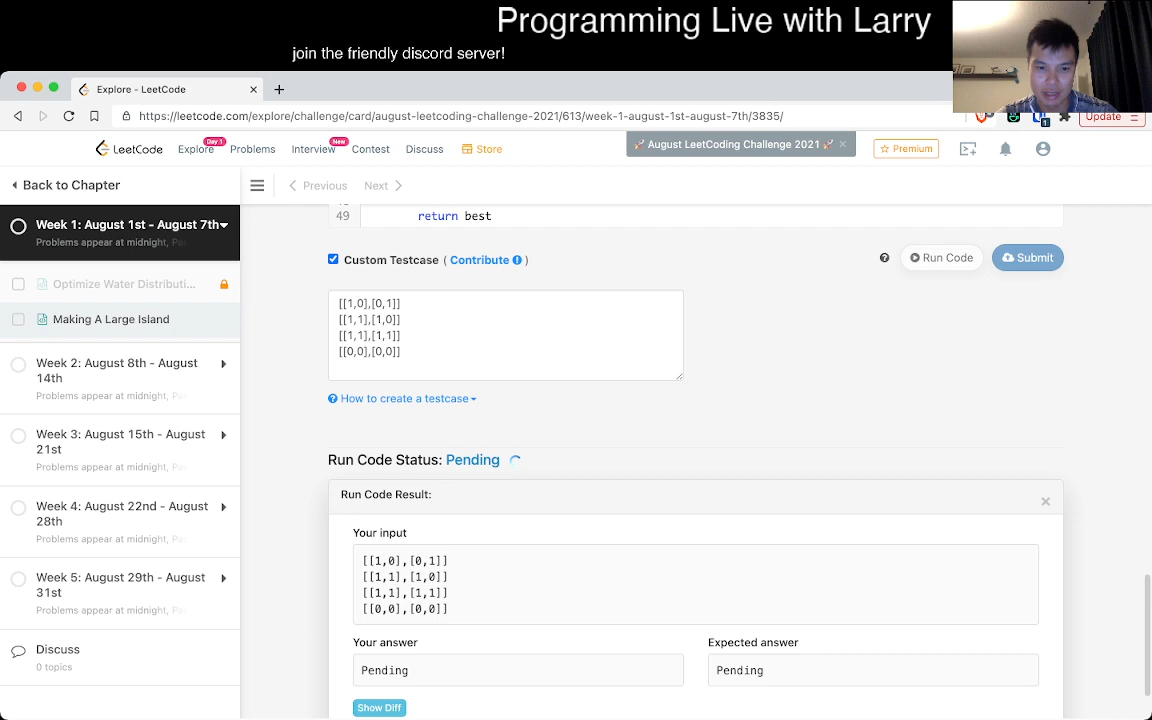 Programming Live with Larry
join the friendly discord server!
Explore - LeetCode
https://leetcode.com/explore/challenge/card/august-leetcoding-challenge-2021/613/week-1-august-1st-august-7th/3835/
Update
LeetCode
Explore
Day 1
Problems
Interview
New
Contest
Discuss
Store
August LeetCoding Challenge 2021
Premium
Back to Chapter
Previous
Next
Week 1: August 1st - August 7th
Problems appear at midnight,
Optimize Water Distributi...
Making A Large Island
Week 2: August 8th - August
14th
Problems appear at midnight,
Week 3: August 15th - August
21st
Problems appear at midnight,
Week 4: August 22nd - August
28th
Problems appear at midnight,
Week 5: August 29th - August
31st
Problems appear at midnight,
Discuss
0 topics
49 return best
Custom Testcase ( Contribute )
Run Code
Submit
[[1,0],[0,1]]
[[1,1],[1,0]]
[[1,1],[1,1]]
[[0,0],[0,0]]
How to create a testcase
Run Code Status: Pending
Run Code Result:
Your input
[[1,0],[0,1]]
[[1,1],[1,0]]
[[1,1],[1,1]]
[[0,0],[0,0]]
Your answer
Expected answer
Pending
Pending
Show Diff